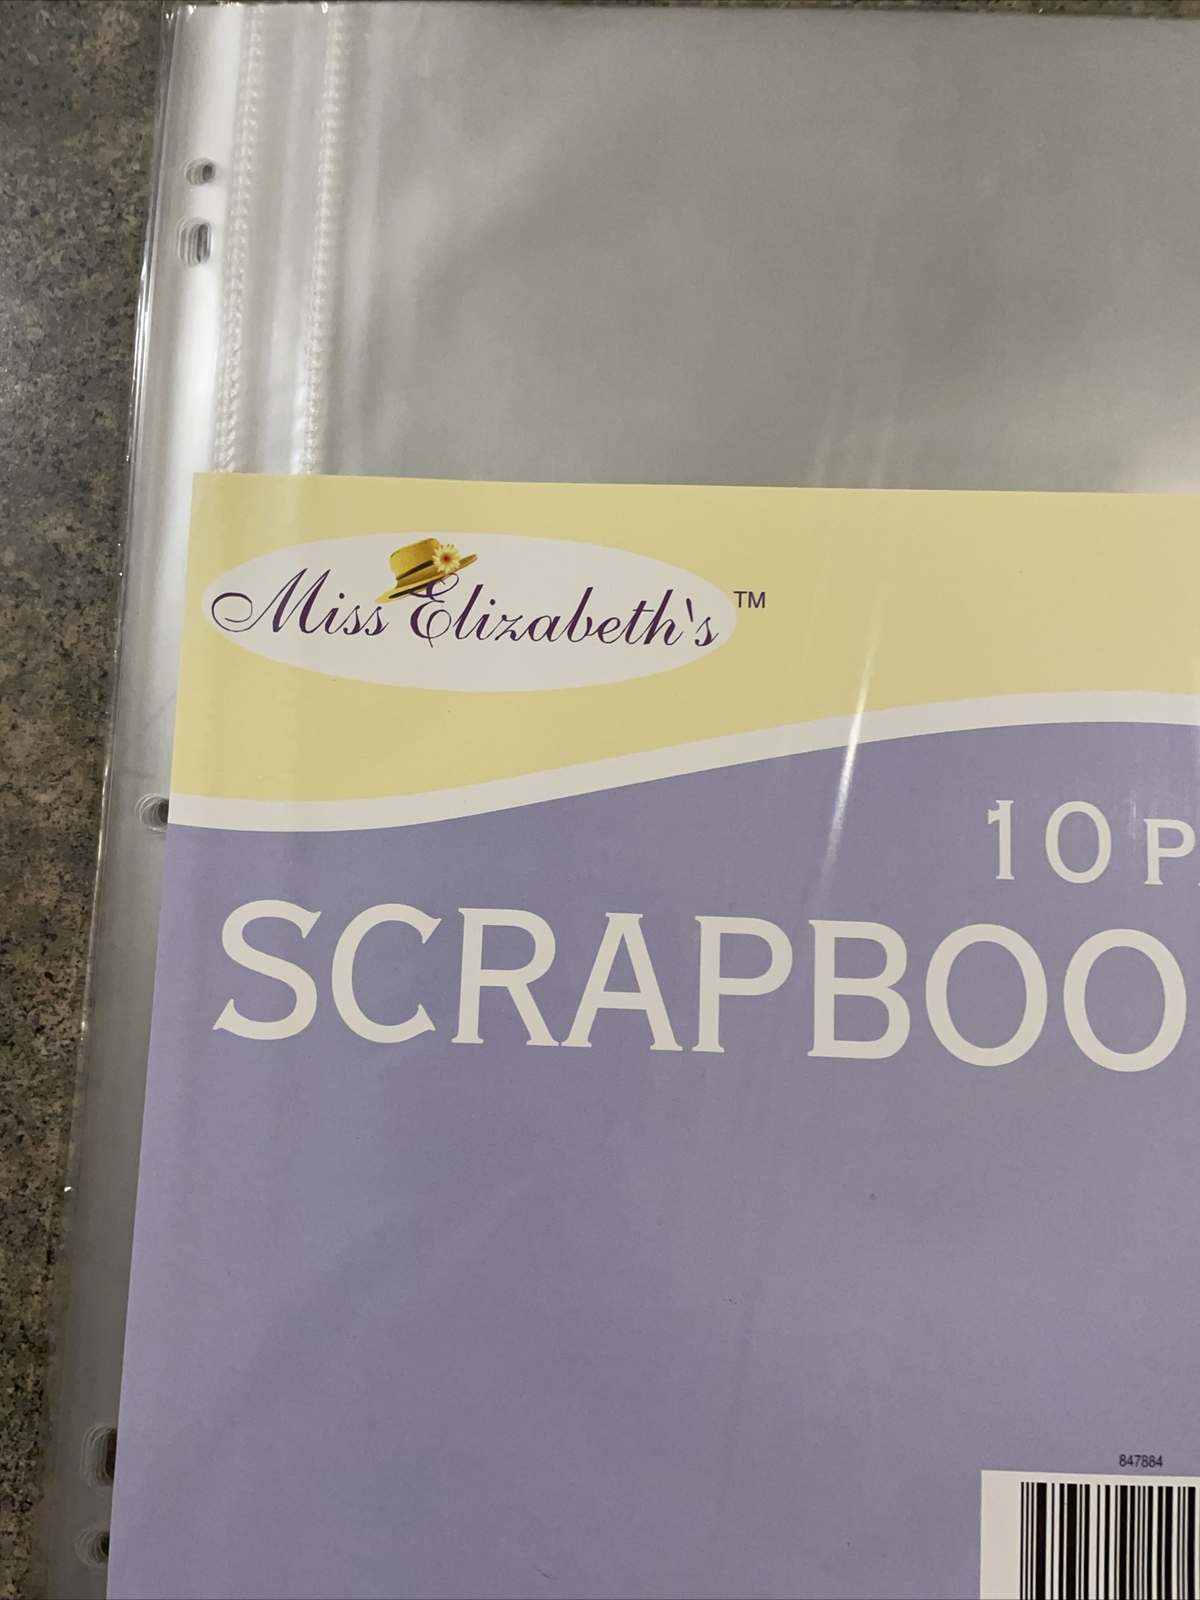 Miss Elizabeth's™
10 P
SCRAPBOO
847884